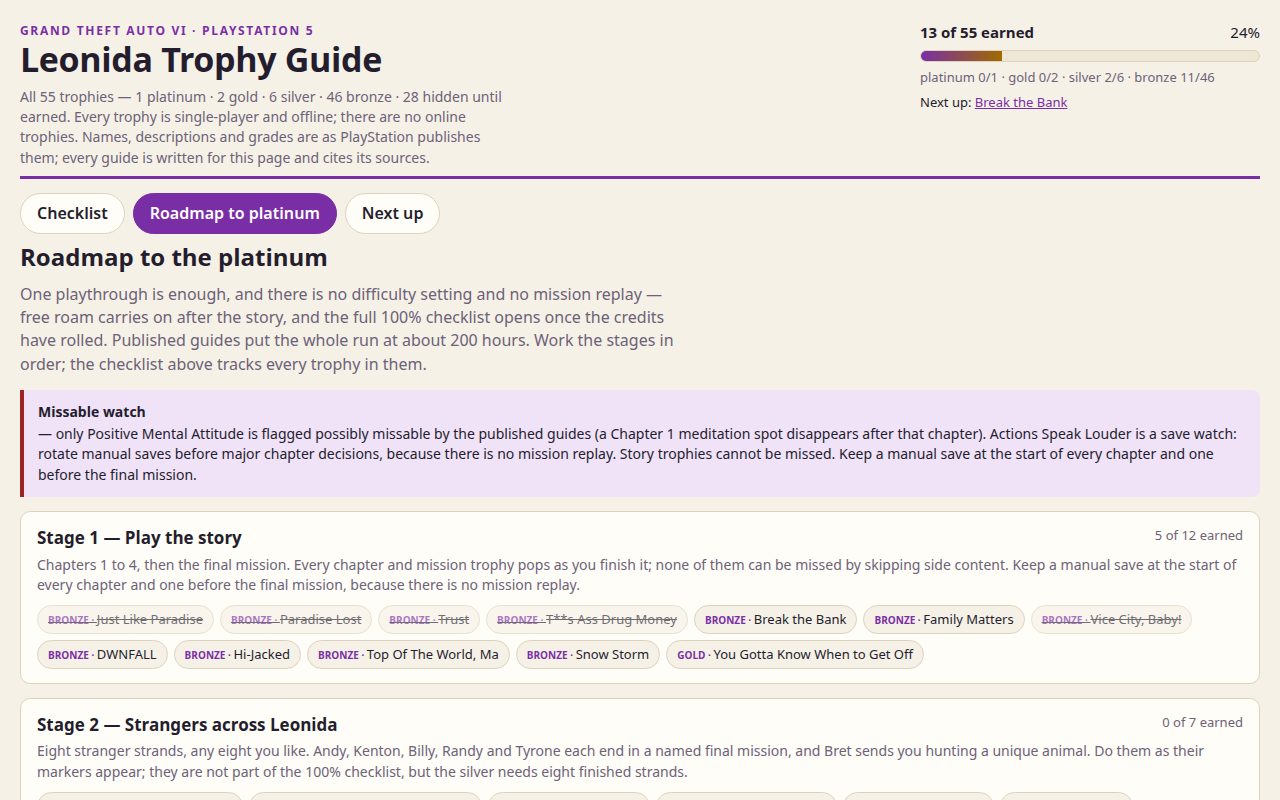 GRAND THEFT AUTO VI · PLAYSTATION 5
Leonida Trophy Guide
All 55 trophies — 1 platinum · 2 gold · 6 silver · 46 bronze · 28 hidden until
earned. Every trophy is single-player and offline; there are no online
trophies. Names, descriptions and grades are as PlayStation publishes
them; every guide is written for this page and cites its sources.
13 of 55 earned 24%
platinum 0/1 · gold 0/2 · silver 2/6 · bronze 11/46
Next up: Break the Bank
Checklist Roadmap to platinum Next up
Roadmap to the platinum
One playthrough is enough, and there is no difficulty setting and no mission replay —
free roam carries on after the story, and the full 100% checklist opens once the credits
have rolled. Published guides put the whole run at about 200 hours. Work the stages in
order; the checklist above tracks every trophy in them.
Missable watch
— only Positive Mental Attitude is flagged possibly missable by the published guides (a Chapter 1 meditation spot disappears after that chapter). Actions Speak Louder is a save watch:
rotate manual saves before major chapter decisions, because there is no mission replay. Story trophies cannot be missed. Keep a manual save at the start of every chapter and one
before the final mission.
Stage 1 — Play the story 5 of 12 earned
Chapters 1 to 4, then the final mission. Every chapter and mission trophy pops as you finish it; none of them can be missed by skipping side content. Keep a manual save at the start of
every chapter and one before the final mission, because there is no mission replay.
BRONZE · Just Like Paradise BRONZE · Paradise Lost BRONZE · Trust BRONZE · T**s Ass Drug Money BRONZE · Break the Bank BRONZE · Family Matters BRONZE · Vice City, Baby!
BRONZE · DWNFALL BRONZE · Hi-Jacked BRONZE · Top Of The World, Ma BRONZE · Snow Storm GOLD · You Gotta Know When to Get Off
Stage 2 — Strangers across Leonida 0 of 7 earned
Eight stranger strands, any eight you like. Andy, Kenton, Billy, Randy and Tyrone each end in a named final mission, and Bret sends you hunting a unique animal. Do them as their
markers appear; they are not part of the 100% checklist, but the silver needs eight finished strands.